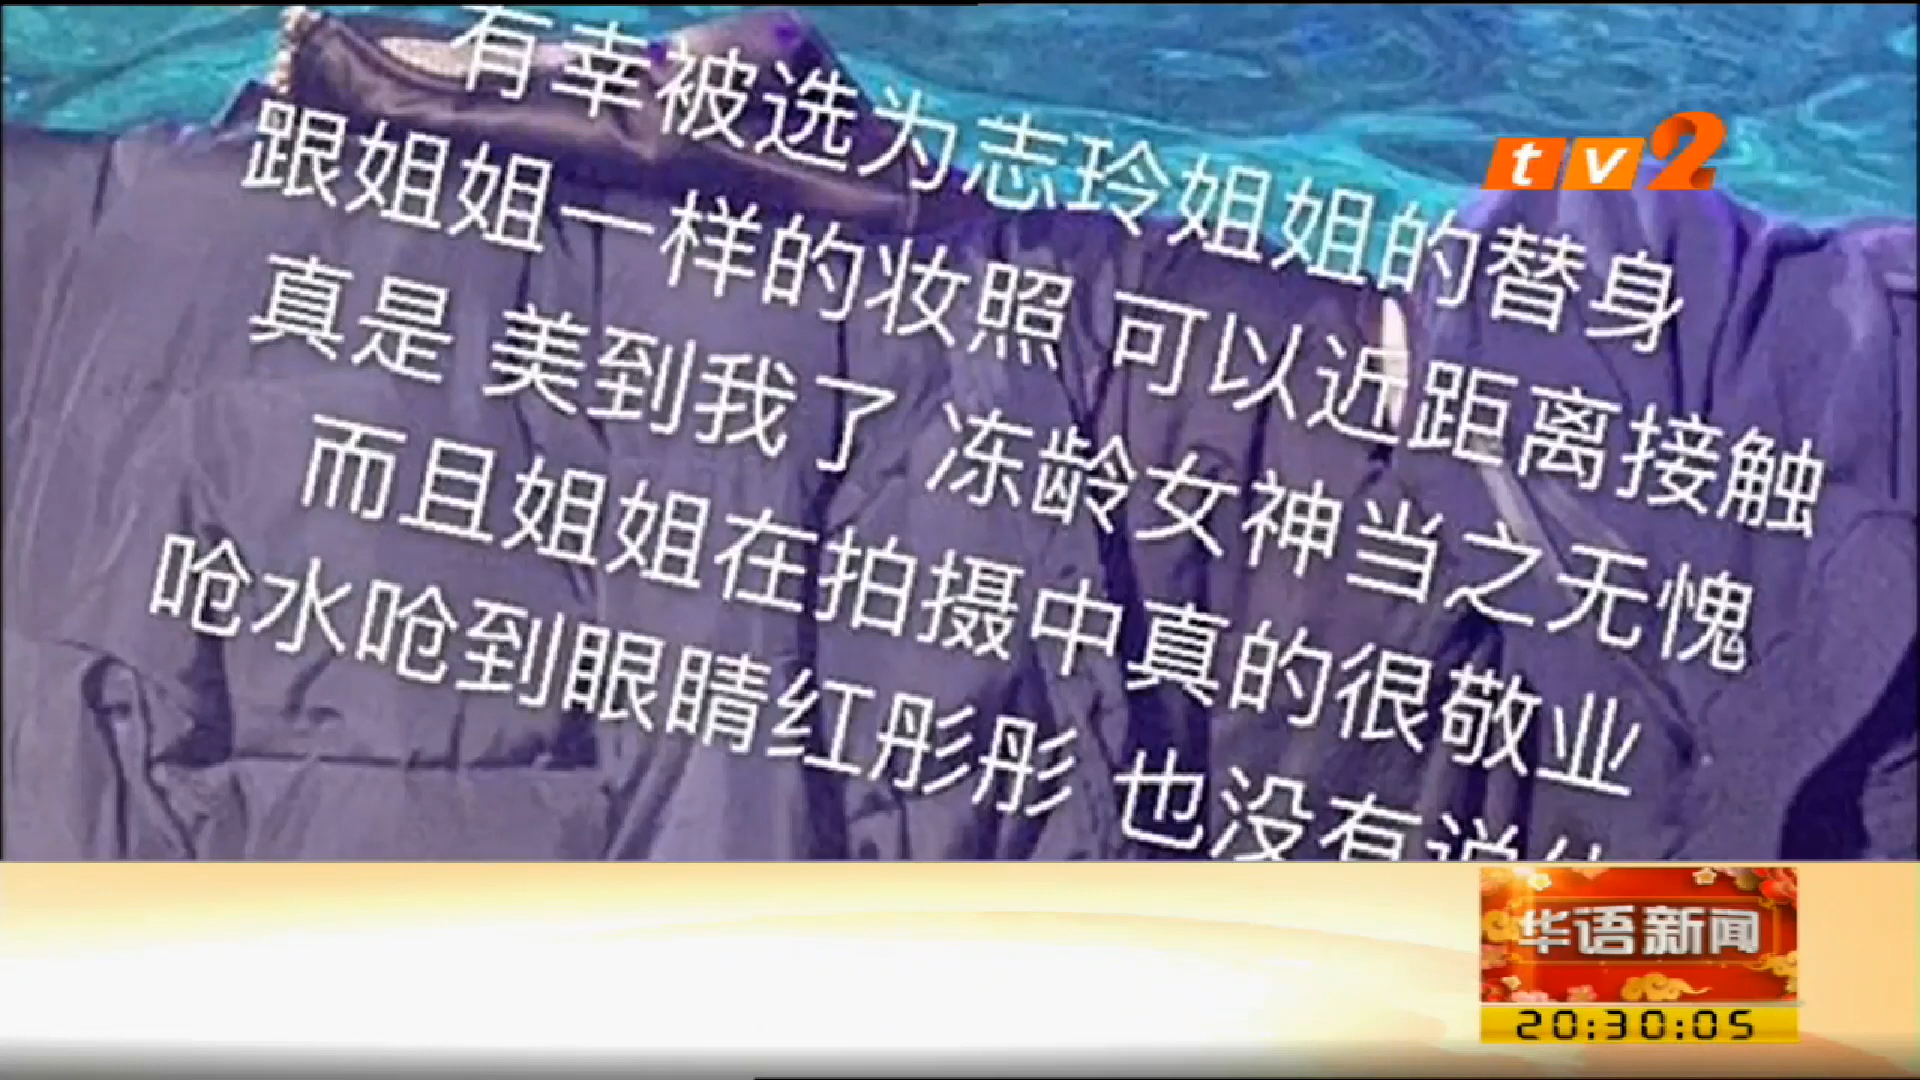 有幸被选为志玲姐姐的替身
跟姐姐一样的妆照 可以近距离接触
真是 美到我了 冻龄女神当之无愧
而且姐姐在拍摄中真的很敬业
呛水呛到眼睛红彤彤 也没有说
tv2
华语新闻
20:30:05